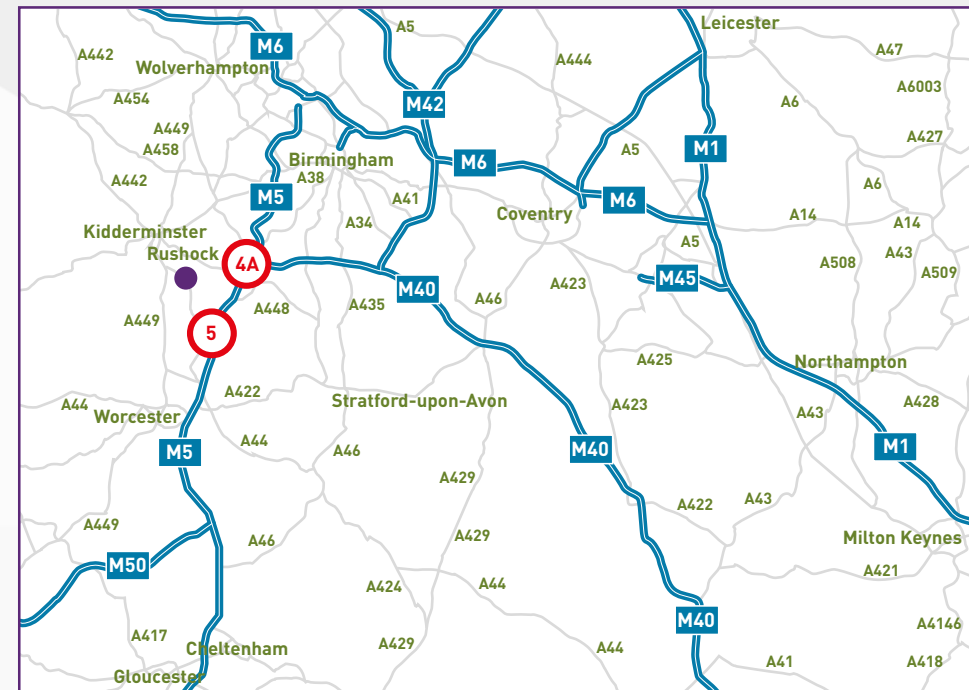 Leicester
A5
M6
A442
A47
A444
Wolverhampton
A6003
A454
M42
A6
A449
A427
A458
A5
M1
Birmingham
M6
A38
A442
A6
M5
A41
M6
Coventry
A14
A34
A14
Kidderminster
A5
A43
Rushock
4A
A508
A509
M45
A423
M40
A46
A448
A435
A449
5
A425
Northampton
A422
A44
Stratford-upon-Avon
A428
A423
Worcester
A43
A44
M1
A46
M40
M5
A429
A43
A422
A449
A429
Milton Keynes
A46
M50
A421
A44
A424
M40
A4146
A417
A429
Cheltenham
A44
A41
A418
Gloucester